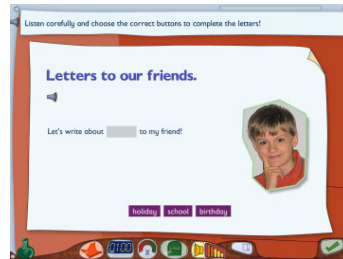 Listen carefully and choose the correct buttons to complete the letters!
Letters to our friends.
Let's write about to my friend!
holiday school birthday
0100